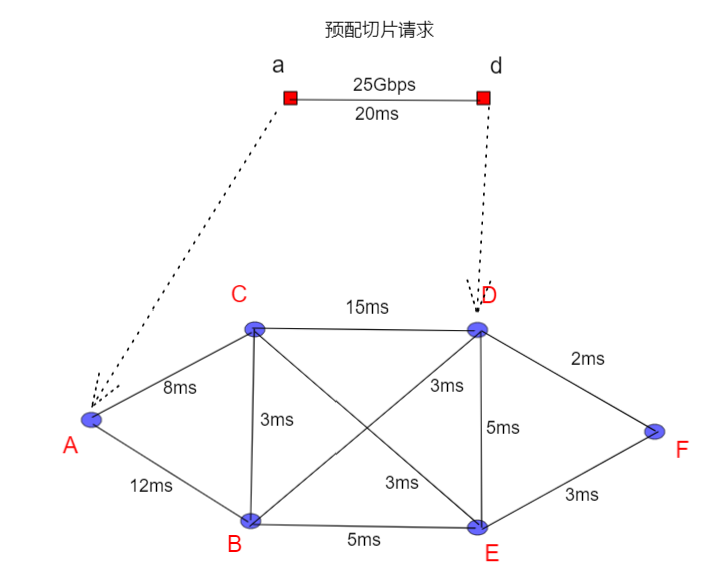 预配切片请求
a
d
25Gbps
20ms
C
D
15ms
2ms
8ms
3ms
3ms
A
5ms
F
12ms
3ms
3ms
B
5ms
E